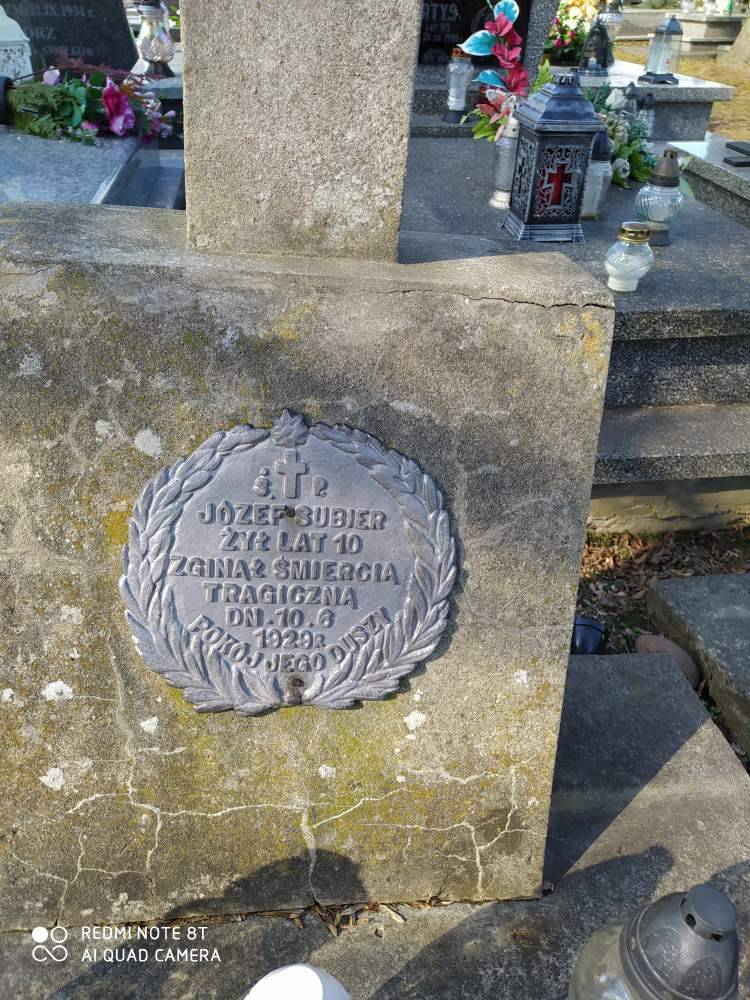 Ś. P.
JÓZEF SUBIER
ŻYŁ LAT 10
ZGINĄŁ ŚMIERCIĄ
TRAGICZNĄ
DN. 10. 6
1929 R.
POKÓJ JEGO DUSZY
REDMI NOTE 8T
AI QUAD CAMERA